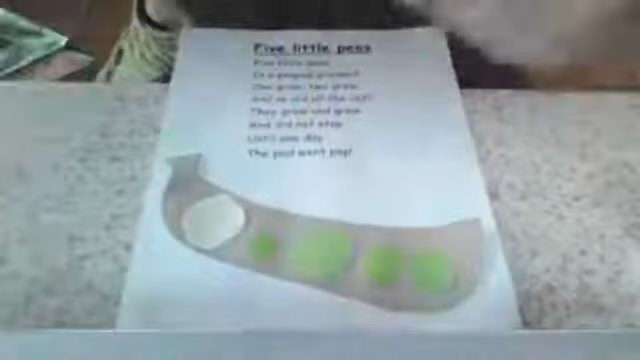 Five little peas
Five little peas
In a peapod pressed
One grew, two grew
And so did all the rest
They grew and grew
And did not stop
Until one day
The pod went pop!